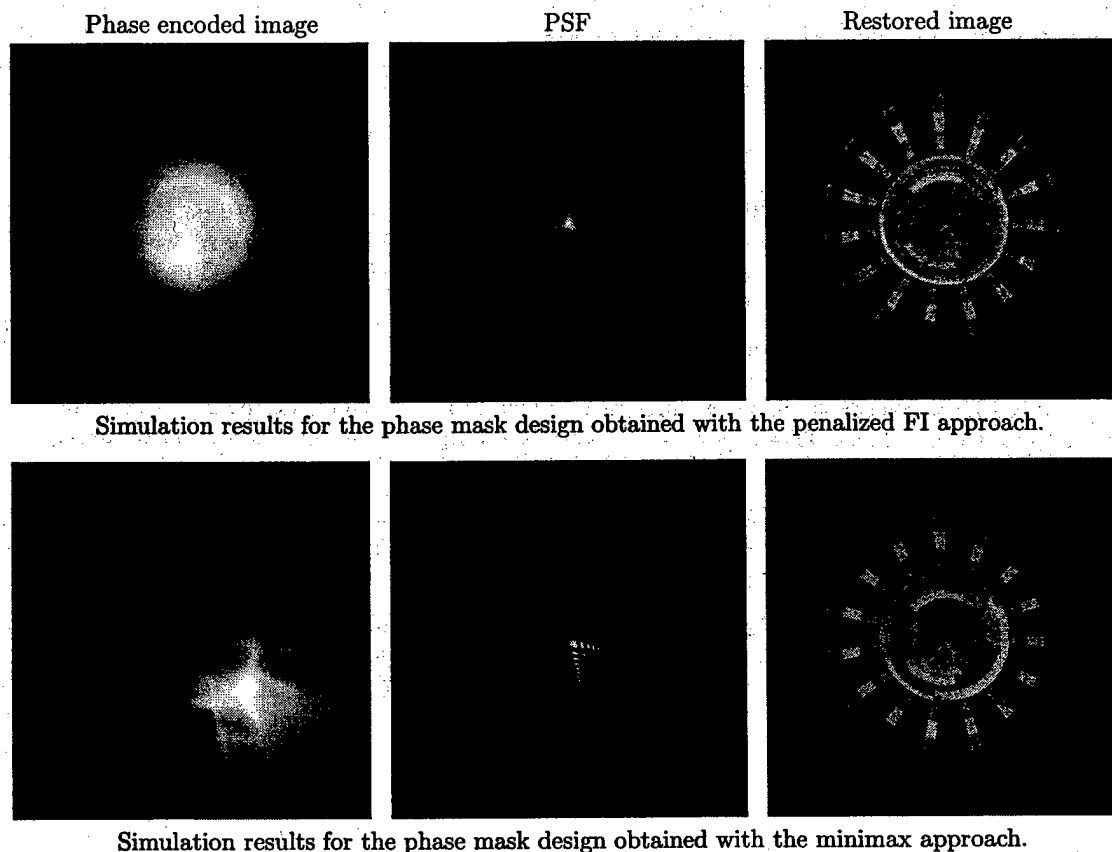 Phase encoded image PSF Restored image
Simulation results for the phase mask design obtained with the penalized FI approach.
Simulation results for the phase mask design obtained with the minimax approach.